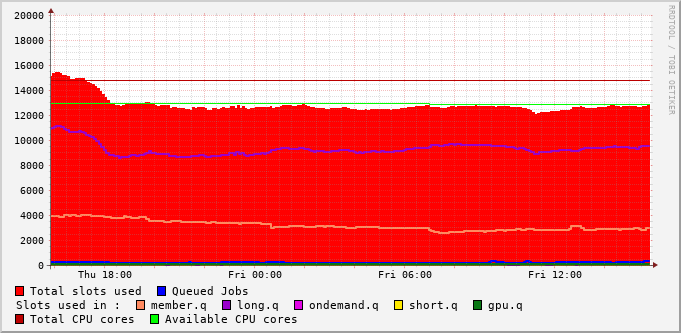 20000
18000
16000
14000
12000
10000
8000
6000
4000
2000
0
Thu 18:00 Fri 00:00 Fri 06:00 Fri 12:00
RRDTOOL / TOBI OETIKER
Total slots used Queued Jobs
Slots used in : member.q long.q ondemand.q short.q gpu.q
Total CPU cores Available CPU cores